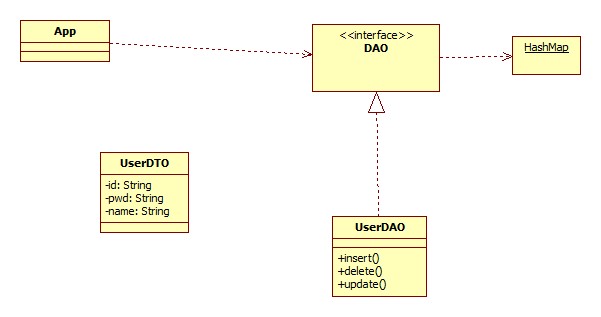 App
<<interface>>
DAO
HashMap
UserDTO
-id: String
-pwd: String
-name: String
UserDAO
+insert()
+delete()
+update()